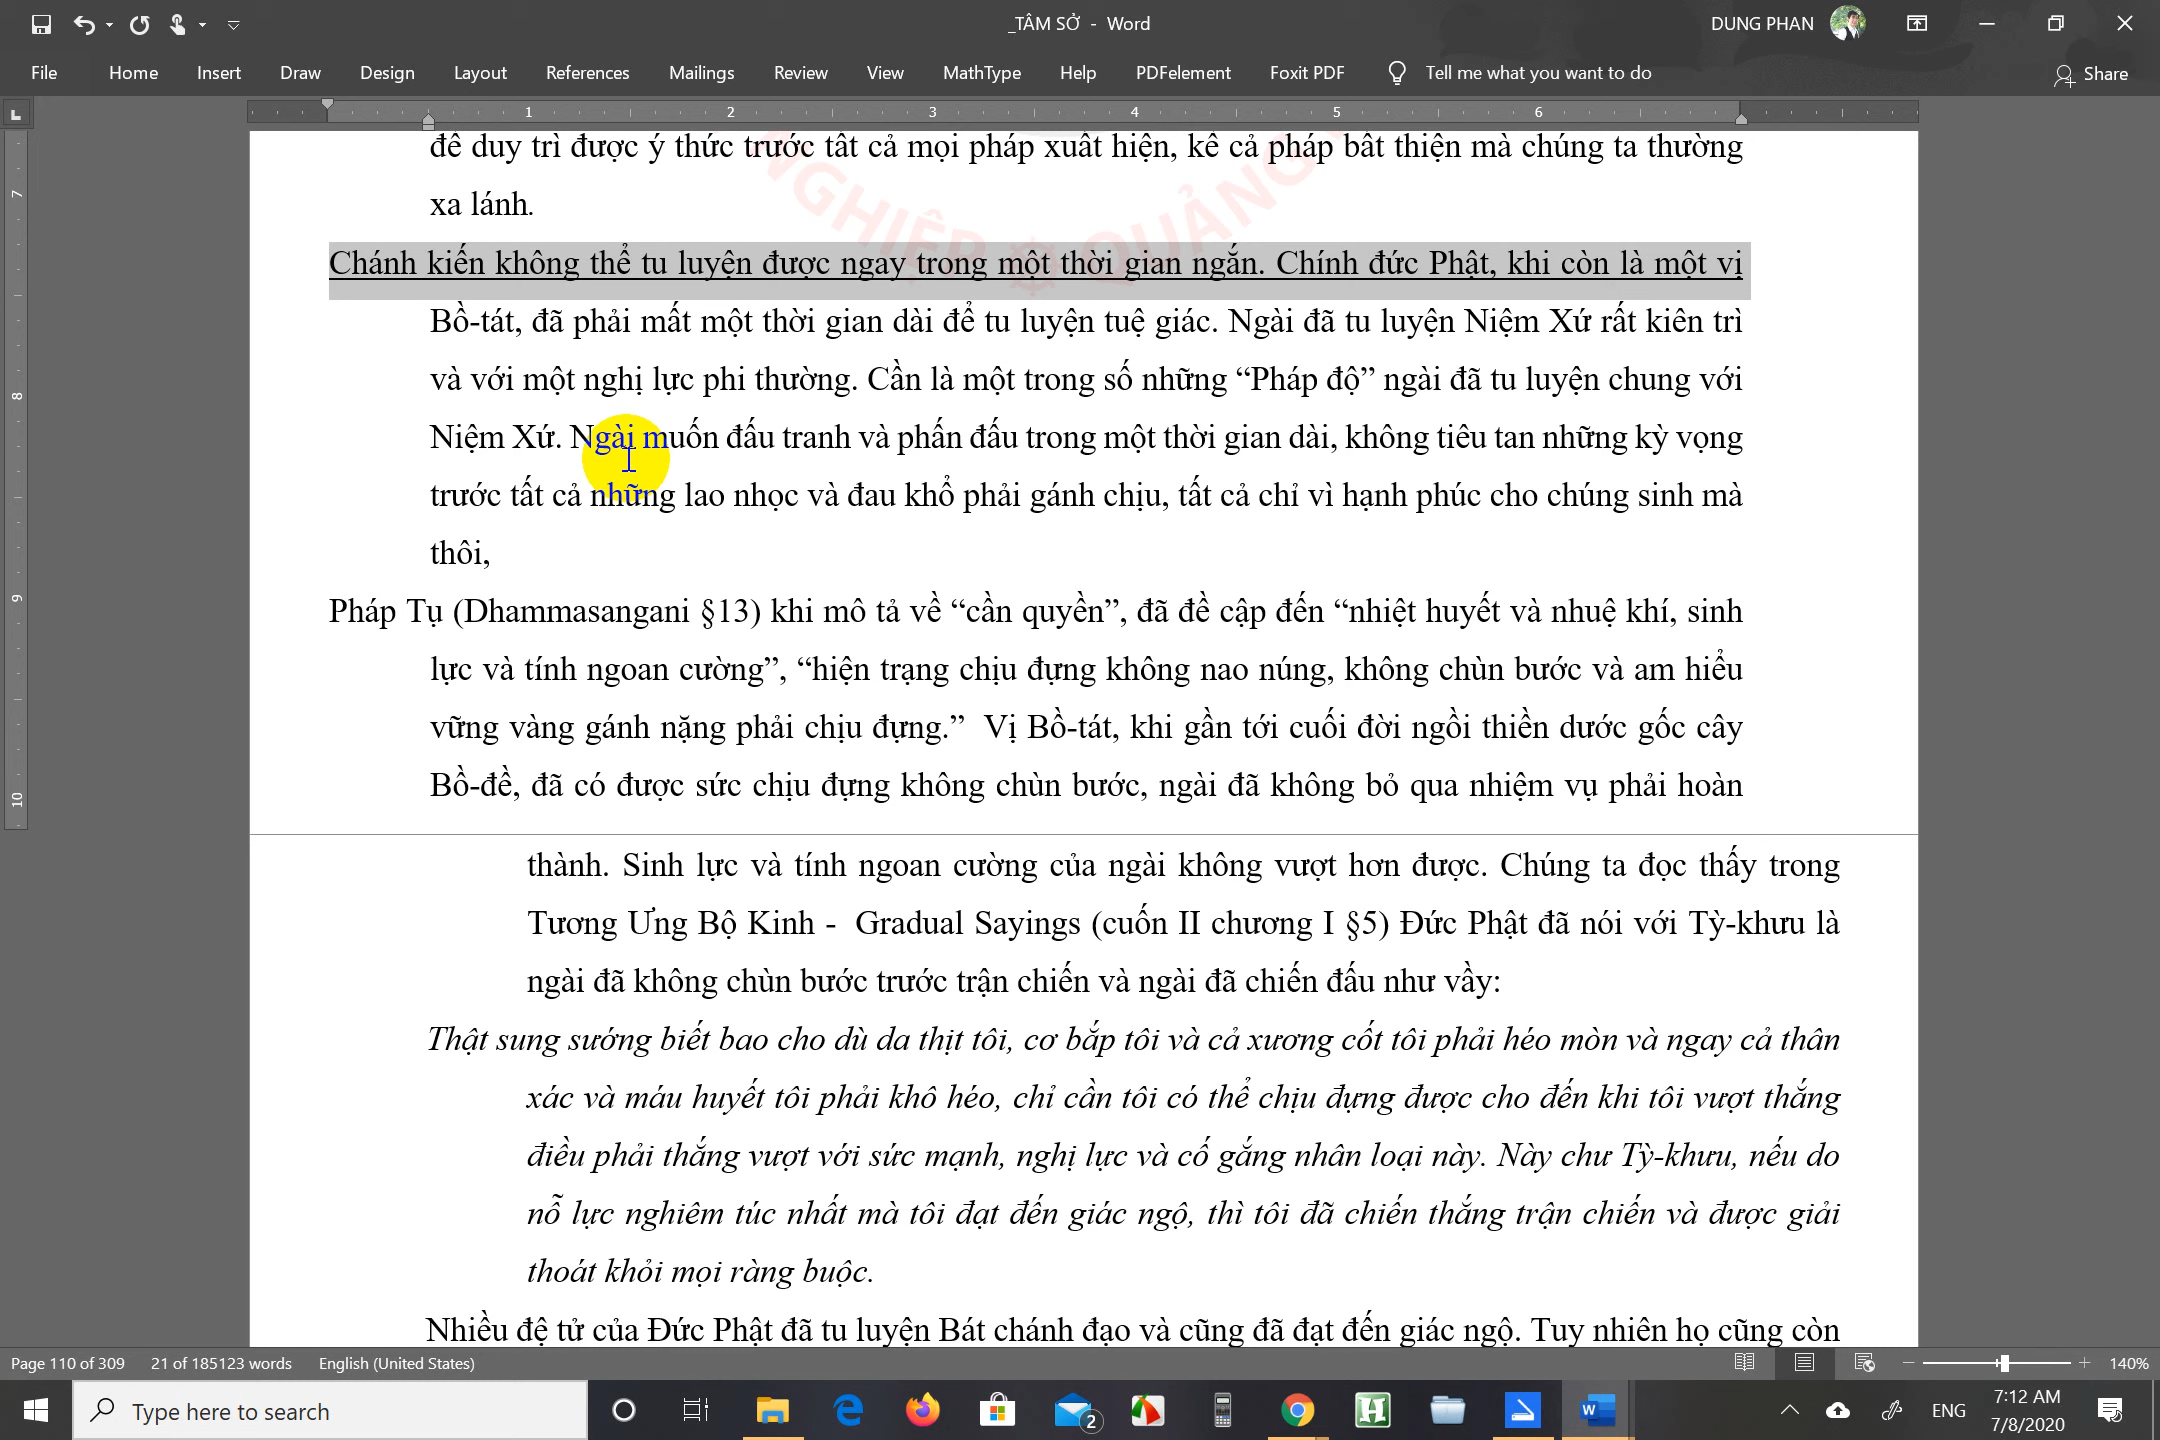 _TÂM SỞ - Word
DUNG PHAN
File Home Insert Draw Design Layout References Mailings Review View MathType Help PDFelement Foxit PDF Tell me what you want to do Share
1 2 3 4 5 6
để duy trì được ý thức trước tất cả mọi pháp xuất hiện, kể cả pháp bất thiện mà chúng ta thường
xa lánh.
NGHIỆP QUẢNG
Chánh kiến không thể tu luyện được ngay trong một thời gian ngắn. Chính đức Phật, khi còn là một vị
Bồ-tát, đã phải mất một thời gian dài để tu luyện tuệ giác. Ngài đã tu luyện Niệm Xứ rất kiên trì
và với một nghị lực phi thường. Cần là một trong số những “Pháp độ” ngài đã tu luyện chung với
Niệm Xứ. Ngài muốn đấu tranh và phấn đấu trong một thời gian dài, không tiêu tan những kỳ vọng
trước tất cả những lao nhọc và đau khổ phải gánh chịu, tất cả chỉ vì hạnh phúc cho chúng sinh mà
thôi,
Pháp Tụ (Dhammasangani §13) khi mô tả về “cần quyền”, đã đề cập đến “nhiệt huyết và nhuệ khí, sinh
lực và tính ngoan cường”, “hiện trạng chịu đựng không nao núng, không chùn bước và am hiểu
vững vàng gánh nặng phải chịu đựng.” Vị Bồ-tát, khi gần tới cuối đời ngồi thiền dước gốc cây
Bồ-đề, đã có được sức chịu đựng không chùn bước, ngài đã không bỏ qua nhiệm vụ phải hoàn
7
8
9
10
thành. Sinh lực và tính ngoan cường của ngài không vượt hơn được. Chúng ta đọc thấy trong
Tương Ưng Bộ Kinh - Gradual Sayings (cuốn II chương I §5) Đức Phật đã nói với Tỳ-khưu là
ngài đã không chùn bước trước trận chiến và ngài đã chiến đấu như vầy:
Thật sung sướng biết bao cho dù da thịt tôi, cơ bắp tôi và cả xương cốt tôi phải héo mòn và ngay cả thân
xác và máu huyết tôi phải khô héo, chỉ cần tôi có thể chịu đựng được cho đến khi tôi vượt thắng
điều phải thắng vượt với sức mạnh, nghị lực và cố gắng nhân loại này. Này chư Tỳ-khưu, nếu do
nỗ lực nghiêm túc nhất mà tôi đạt đến giác ngộ, thì tôi đã chiến thắng trận chiến và được giải
thoát khỏi mọi ràng buộc.
Nhiều đệ tử của Đức Phật đã tu luyện Bát chánh đạo và cũng đã đạt đến giác ngộ. Tuy nhiên họ cũng còn
Page 110 of 309 21 of 185123 words English (United States) 140%
Type here to search
2
ENG
7:12 AM
7/8/2020